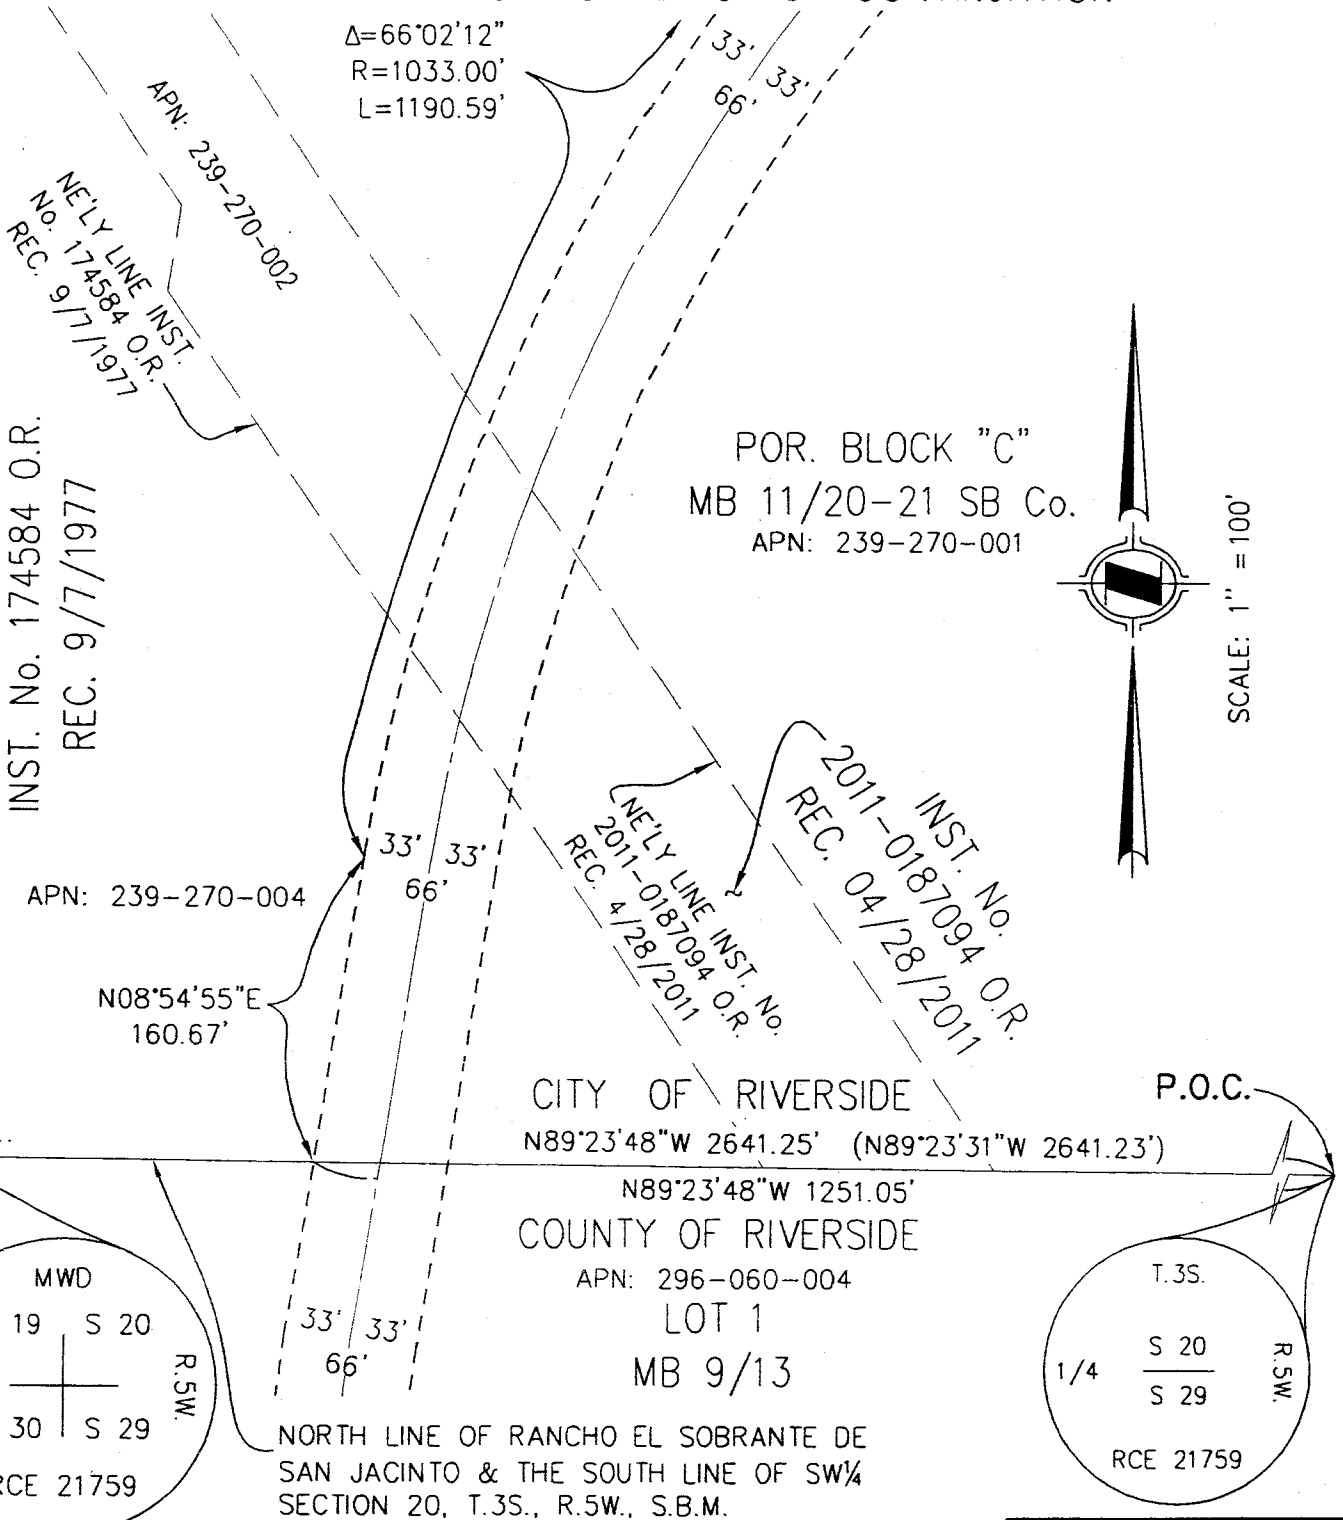 Δ=66°02'12"
R=1033.00'
L=1190.59'
33'
33'
66'
APN: 239-270-002
NE'LY LINE INST.
No. 174584 O.R.
REC. 9/7/1977
INST. No. 174584 O.R.
REC. 9/7/1977
POR. BLOCK "C"
MB 11/20-21 SB Co.
APN: 239-270-001
SCALE: 1" = 100'
INST. No.
2011-0187094 O.R.
REC. 04/28/2011
NE'LY LINE INST. No.
2011-0187094 O.R.
REC. 4/28/2011
33' 33'
66'
APN: 239-270-004
N08°54'55"E
160.67'
CITY OF RIVERSIDE
P.O.C.
N89°23'48"W 2641.25' (N89°23'31"W 2641.23')
N89°23'48"W 1251.05'
COUNTY OF RIVERSIDE
APN: 296-060-004
LOT 1
MB 9/13
33' 33'
66'
MWD
19 S 20
R.5W.
30 S 29
RCE 21759
T.3S.
S 20
1/4
S 29
R.5W.
RCE 21759
NORTH LINE OF RANCHO EL SOBRANTE DE
SAN JACINTO & THE SOUTH LINE OF SW¼
SECTION 20, T.3S., R.5W., S.B.M.